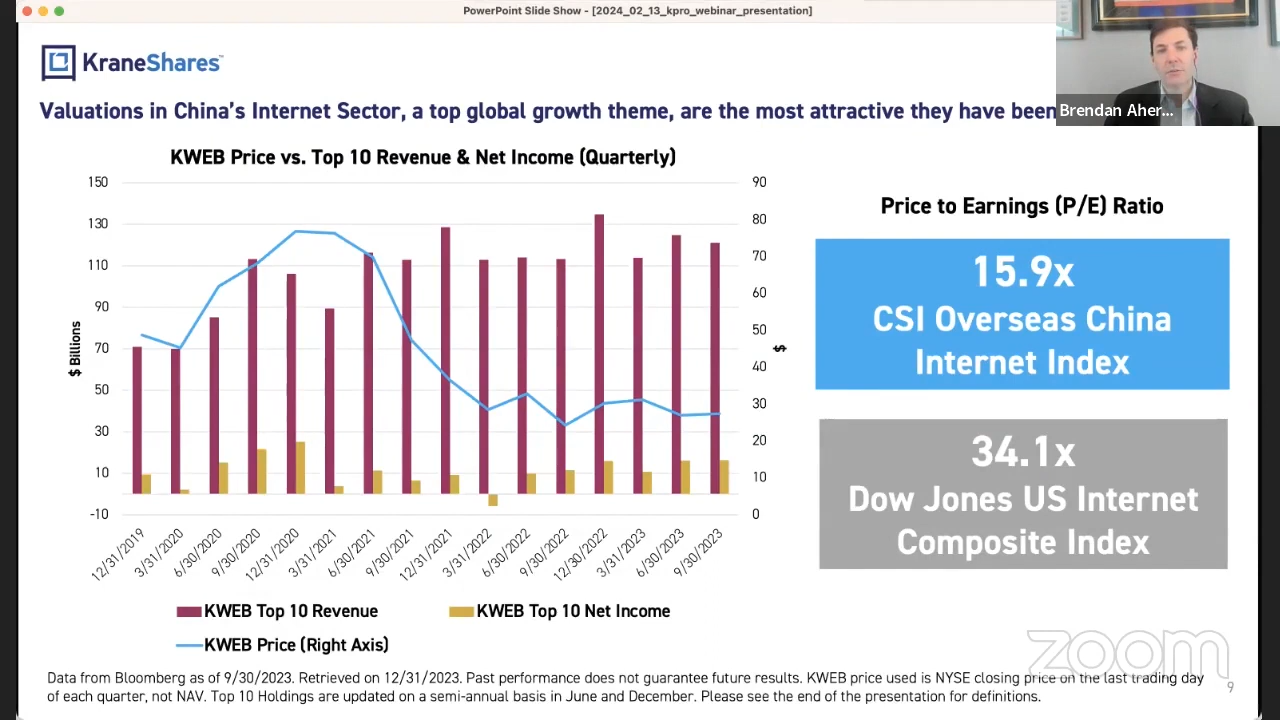 PowerPoint Slide Show - [2024_02_13_kpro_webinar_presentation]
KraneShares™
Brendan Aher...
Valuations in China's Internet Sector, a top global growth theme, are the most attractive they have been
KWEB Price vs. Top 10 Revenue & Net Income (Quarterly)
150
130
110
90
70
50
30
10
-10
$ Billions
90
80
70
60
50
40
30
20
10
0
$
12/31/2019
3/31/2020
6/30/2020
9/30/2020
12/31/2020
3/31/2021
6/30/2021
9/30/2021
12/31/2021
3/31/2022
6/30/2022
9/30/2022
12/30/2022
3/31/2023
6/30/2023
9/30/2023
KWEB Top 10 Revenue
KWEB Top 10 Net Income
KWEB Price (Right Axis)
Price to Earnings (P/E) Ratio
15.9x
CSI Overseas China
Internet Index
34.1x
Dow Jones US Internet
Composite Index
zoom
Data from Bloomberg as of 9/30/2023. Retrieved on 12/31/2023. Past performance does not guarantee future results. KWEB price used is NYSE closing price on the last trading day
of each quarter, not NAV. Top 10 Holdings are updated on a semi-annual basis in June and December. Please see the end of the presentation for definitions.
9